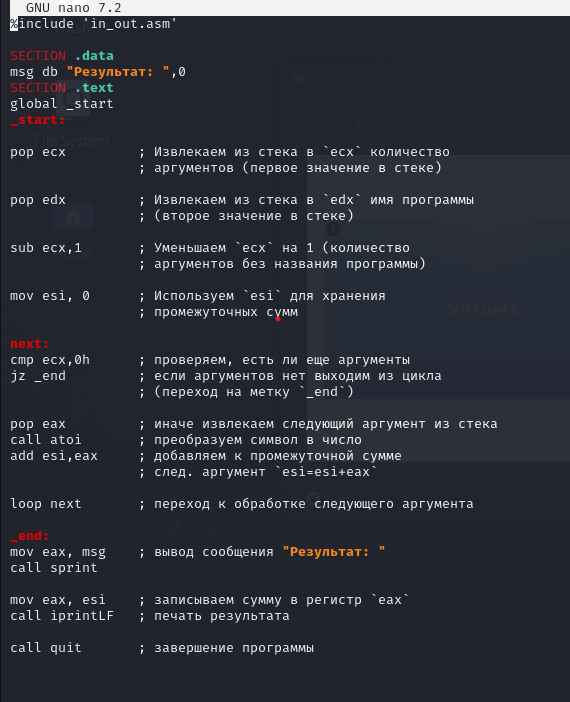 GNU nano 7.2
%include 'in_out.asm'
SECTION .data
msg db "Результат: ",0
SECTION .text
global _start
_start:
pop ecx ; Извлекаем из стека в `ecx` количество
; аргументов (первое значение в стеке)
pop edx ; Извлекаем из стека в `edx` имя программы
; (второе значение в стеке)
sub ecx,1 ; Уменьшаем `ecx` на 1 (количество
; аргументов без названия программы)
mov esi, 0 ; Используем `esi` для хранения
; промежуточных сумм
next:
cmp ecx,0h ; проверяем, есть ли еще аргументы
jz _end ; если аргументов нет выходим из цикла
; (переход на метку `_end`)
pop eax ; иначе извлекаем следующий аргумент из стека
call atoi ; преобразуем символ в число
add esi,eax ; добавляем к промежуточной сумме
; след. аргумент `esi=esi+eax`
loop next ; переход к обработке следующего аргумента
_end:
mov eax, msg ; вывод сообщения "Результат: "
call sprint
mov eax, esi ; записываем сумму в регистр `eax`
call iprintLF ; печать результата
call quit ; завершение программы
File System
Home
General
Virtual1